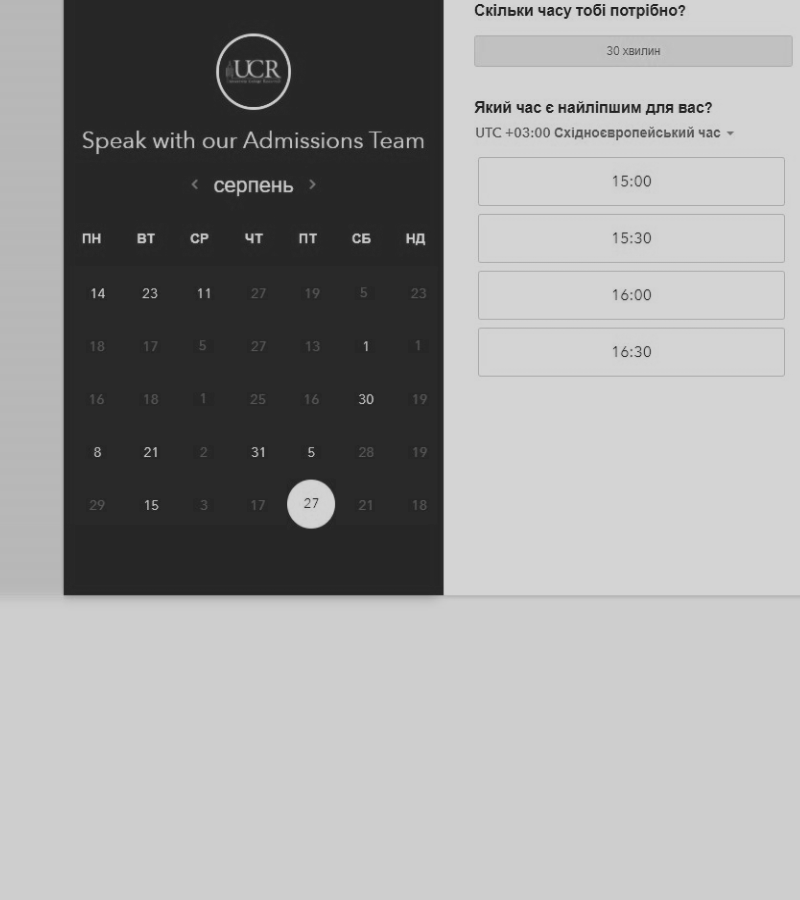 UCR
Speak with our Admissions Team
серпень
ПН ВТ СР ЧТ ПТ СБ НД
14 23 11 27 19 5 23
18 17 5 27 13 1 1
16 18 1 25 16 30 19
8 21 2 31 5 28 19
29 15 3 17 27 21 18
Скільки часу тобі потрібно?
30 хвилин
Який час є найліпшим для вас?
UTC +03:00 Східноєвропейський час
15:00
15:30
16:00
16:30